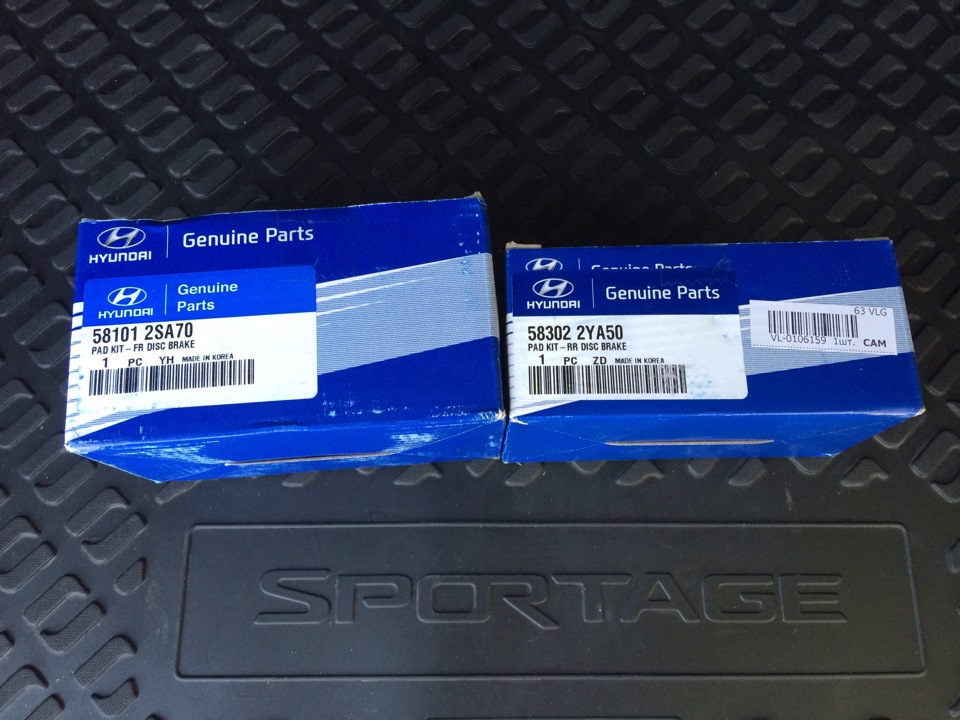 HYUNDAI
Genuine Parts
HYUNDAI
Genuine
Parts
58101 2SA70
PAD KIT - FR DISC BRAKE
1 PC YH MADE IN KOREA
Genuine Parts
HYUNDAI
Genuine Parts
58302 2YA50
PAD KIT - RR DISC BRAKE
1 PC ZD MADE IN KOREA
63 VLG
VL-0106159 1шт. САМ
SPORTAGE